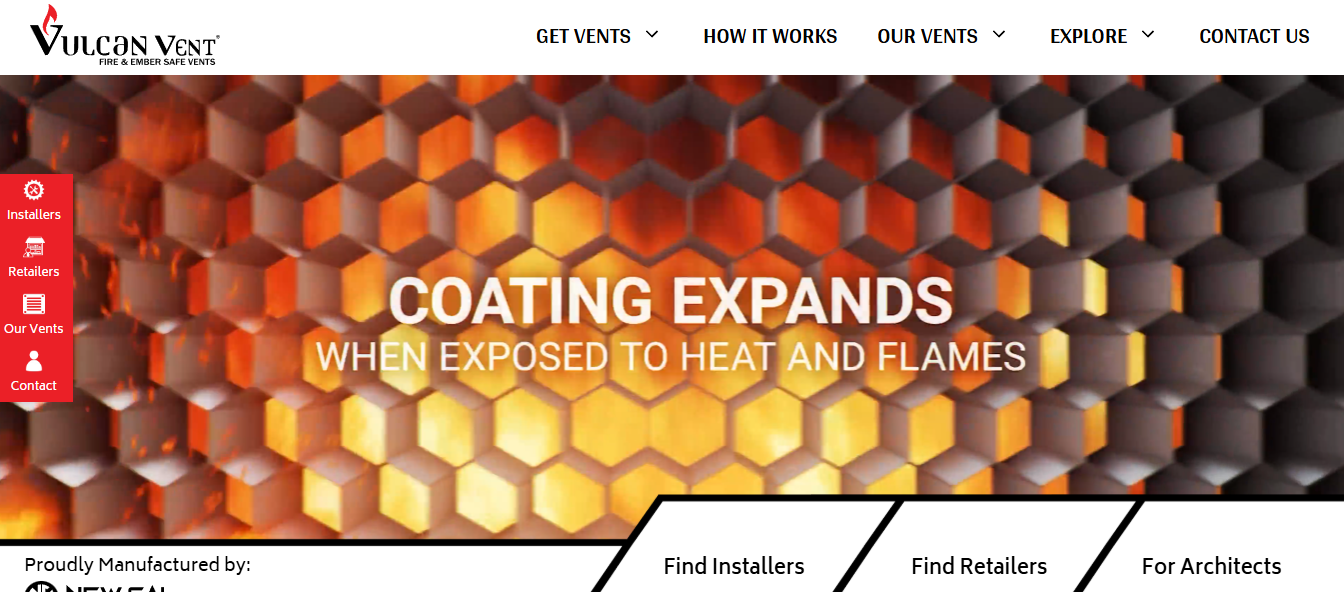 VULCAN VENT®
FIRE & EMBER SAFE VENTS
GET VENTS
HOW IT WORKS
OUR VENTS
EXPLORE
CONTACT US
Installers
Retailers
Our Vents
Contact
COATING EXPANDS
WHEN EXPOSED TO HEAT AND FLAMES
Proudly Manufactured by:
Find Installers
Find Retailers
For Architects